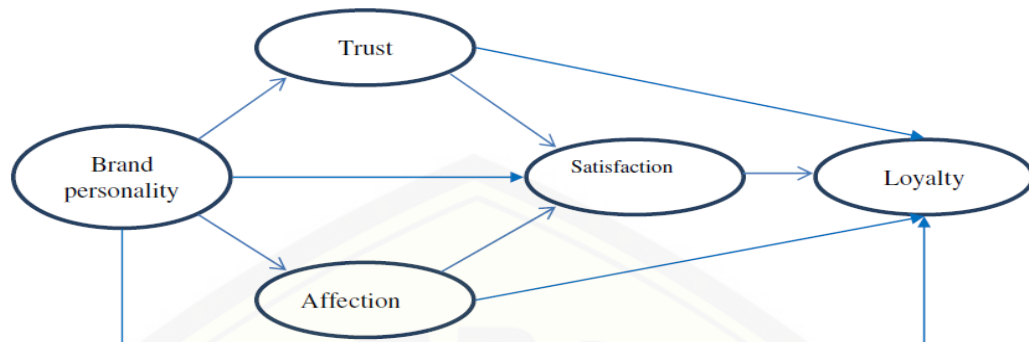 Trust
Brand
personality
Satisfaction
Loyalty
Affection